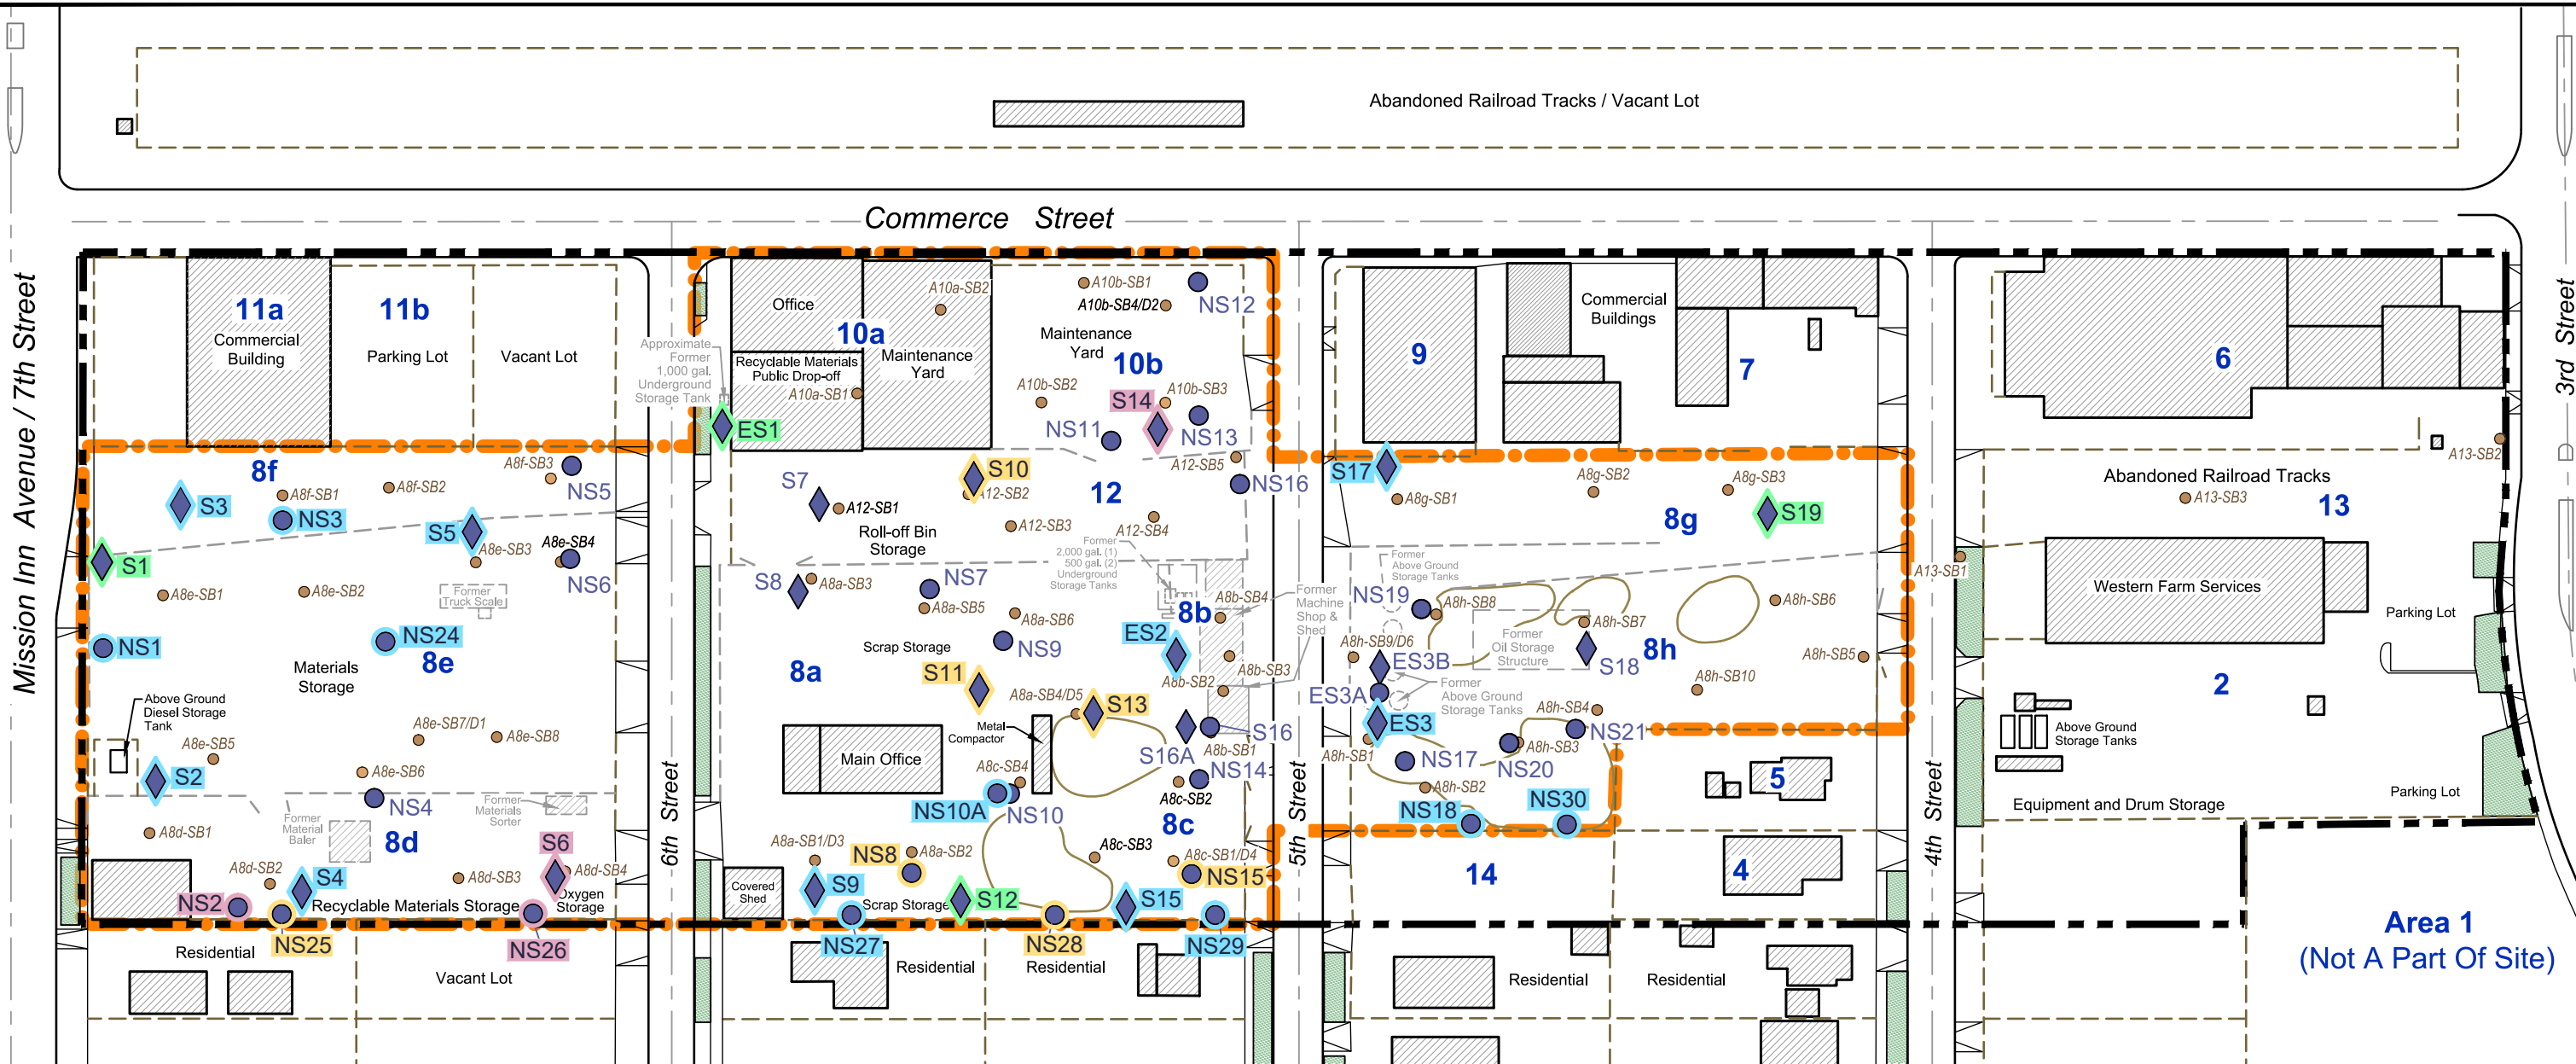 Abandoned Railroad Tracks / Vacant Lot
Commerce Street
Mission Inn Avenue / 7th Street
3rd Street
11a
Commercial
Building
11b
Parking Lot
Vacant Lot
Approximate
Former
1,000 gal.
Underground
Storage Tank
Office
10a
Recyclable Materials
Public Drop-off
A10a-SB1
A10a-SB2
Maintenance
Yard
ES1
A10b-SB1
A10b-SB4/D2
NS12
Maintenance
Yard
10b
A10b-SB2
A10b-SB3
S14
NS11
NS13
9
Commercial
Buildings
7
6
8f
A8f-SB3
NS5
A8f-SB1
A8f-SB2
S3
NS3
S5
S1
A8e-SB3
A8e-SB4
NS6
A8e-SB1
A8e-SB2
Former
Truck Scale
NS1
NS24
8e
Materials
Storage
Above Ground
Diesel Storage
Tank
A8e-SB5
A8e-SB7/D1
A8e-SB8
A8e-SB6
S2
NS4
Former
Materials
Sorter
Former
Material
Baler
8d
A8d-SB1
A8d-SB2
A8d-SB3
S6
A8d-SB4
Oxygen
Storage
S4
NS2
Recyclable Materials Storage
NS25
NS26
Residential
Vacant Lot
6th Street
S7
A12-SB1
S10
A12-SB2
12
A12-SB5
NS16
A12-SB3
A12-SB4
Roll-off Bin
Storage
Former
2,000 gal. (1)
500 gal. (2)
Underground
Storage Tanks
S8
A8a-SB3
NS7
A8a-SB5
A8a-SB6
NS9
Scrap Storage
8a
8b
A8b-SB4
Former
Machine
Shop &
Shed
ES2
A8b-SB3
A8b-SB2
S11
A8a-SB4/D5
S13
Metal
Compactor
Main Office
S16
S16A
A8b-SB1
NS14
A8c-SB4
A8c-SB2
NS10A
NS10
8c
A8a-SB1/D3
NS8
A8a-SB2
A8c-SB3
A8c-SB1/D4
NS15
Covered
Shed
S9
Scrap Storage
S12
S15
NS27
NS28
NS29
Residential
Residential
5th Street
S17
A8g-SB1
A8g-SB2
A8g-SB3
8g
S19
Former
Above Ground
Storage Tanks
NS19
A8h-SB8
A8h-SB6
A8h-SB7
A8h-SB9/D6
Former
Oil Storage
Structure
8h
S18
A8h-SB5
ES3B
A8h-SB10
ES3A
Former
Above Ground
Storage Tanks
ES3
A8h-SB4
NS21
A8h-SB1
A8h-SB3
NS17
NS20
A8h-SB2
NS18
NS30
5
14
4
Residential
Residential
4th Street
A13-SB2
Abandoned Railroad Tracks
A13-SB3
13
A13-SB1
Western Farm Services
Parking Lot
2
Above Ground
Storage Tanks
Equipment and Drum Storage
Parking Lot
Area 1
(Not A Part Of Site)